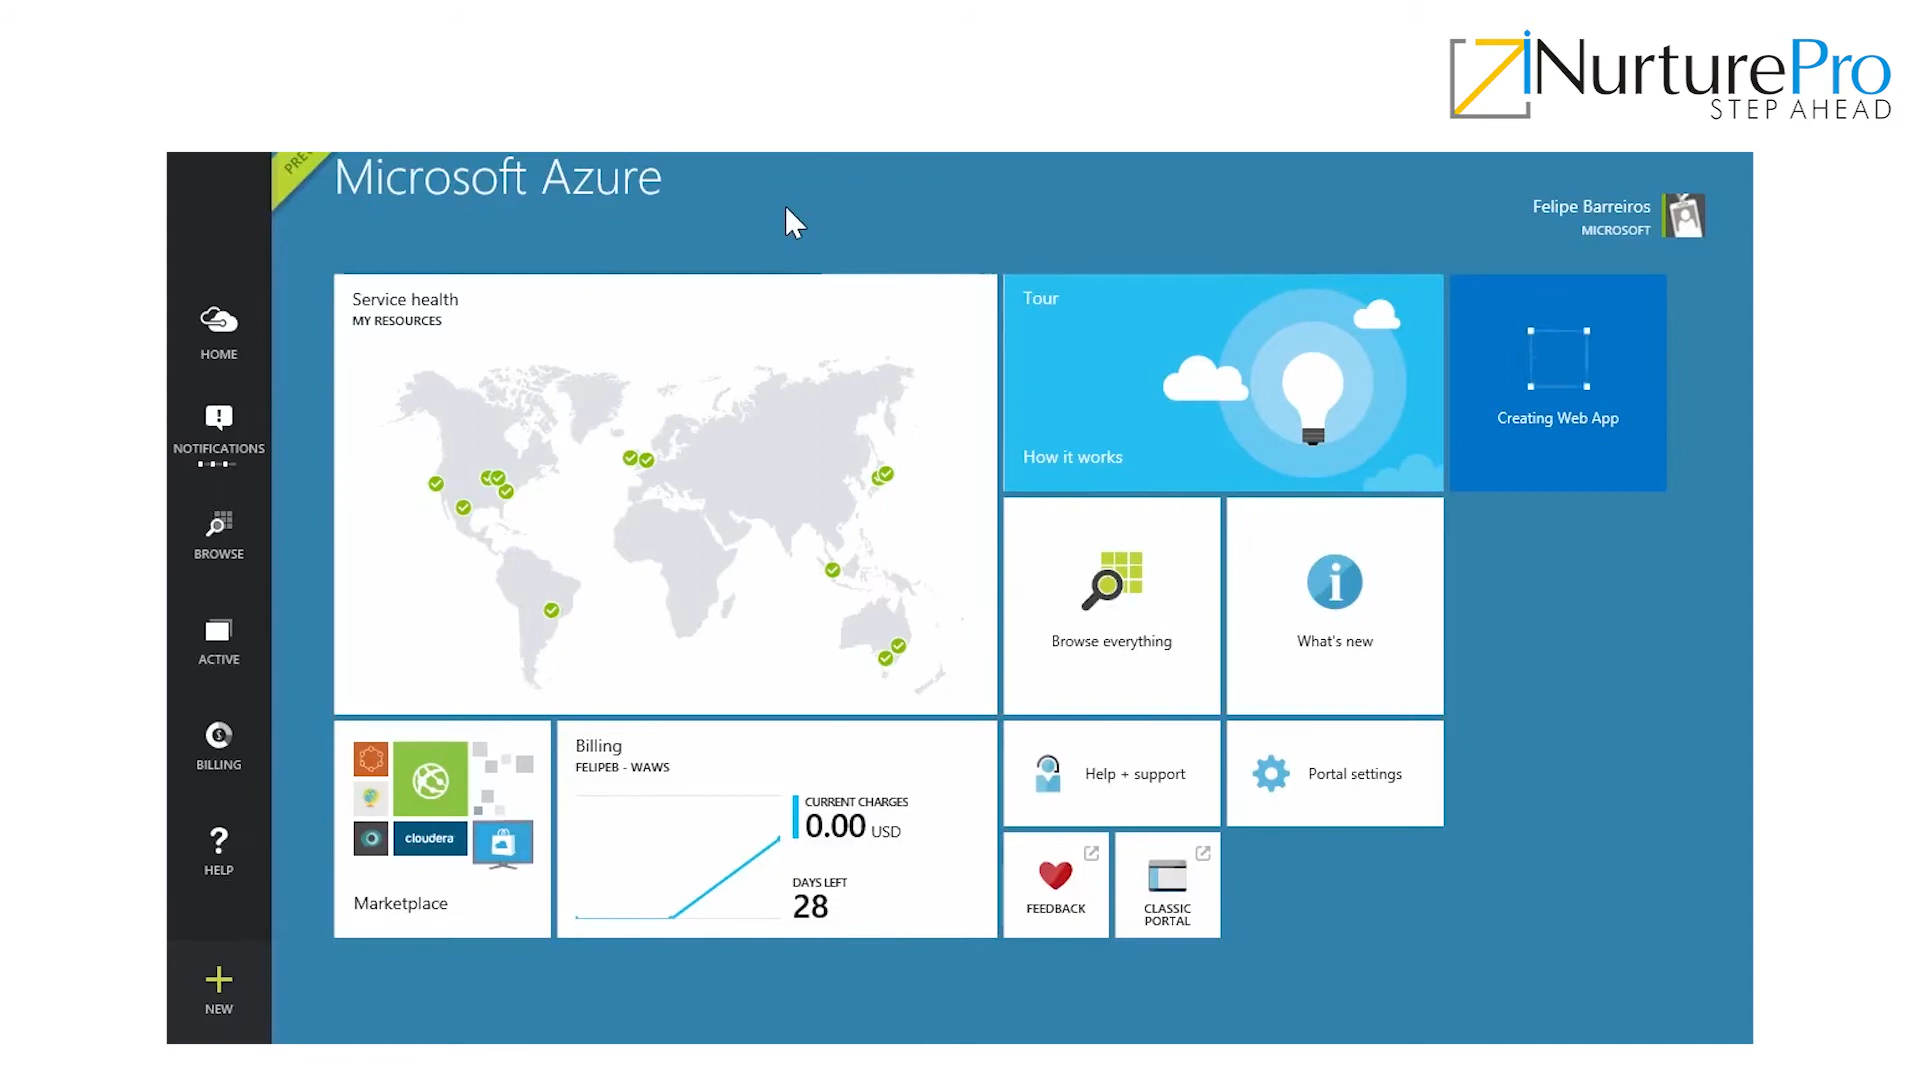 iNurturePro
STEP AHEAD
Microsoft Azure
Felipe Barreiros
MICROSOFT
HOME
NOTIFICATIONS
BROWSE
ACTIVE
BILLING
HELP
NEW
Service health
MY RESOURCES
Tour
How it works
Creating Web App
Browse everything
What's new
cloudera
Marketplace
Billing
FELIPEB - WAWS
CURRENT CHARGES
0.00 USD
DAYS LEFT
28
Help + support
Portal settings
FEEDBACK
CLASSIC
PORTAL